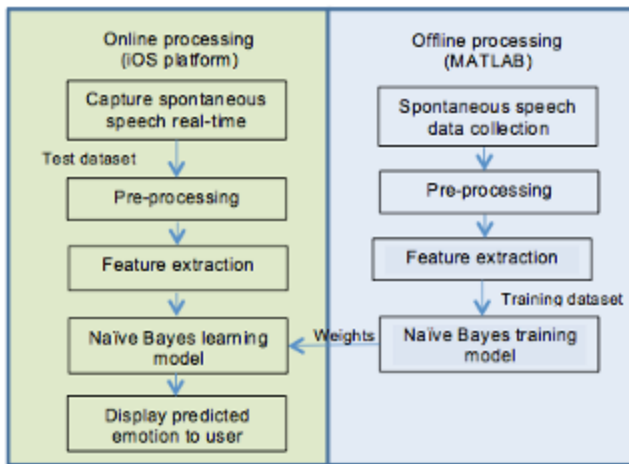 Online processing
(iOS platform)
Capture spontaneous
speech real-time
Test dataset
Pre-processing
Feature extraction
Naïve Bayes learning
model
Display predicted
emotion to user
Offline processing
(MATLAB)
Spontaneous speech
data collection
Pre-processing
Feature extraction
Training dataset
Naïve Bayes training
model
Weights